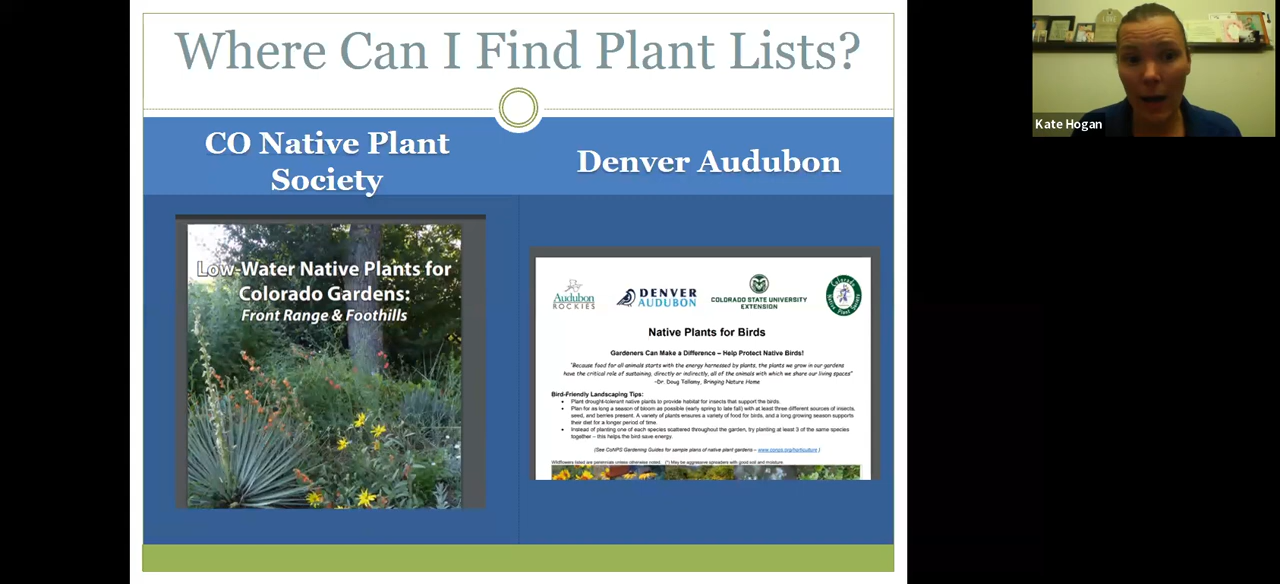 Where Can I Find Plant Lists?
CO Native Plant
Society
Denver Audubon
Low-Water Native Plants for
Colorado Gardens:
Front Range & Foothills
Audubon
ROCKIES
DENVER
AUDUBON
COLORADO STATE UNIVERSITY
EXTENSION
Colorado
Native Plant Society
Native Plants for Birds
Gardeners Can Make a Difference – Help Protect Native Birds!
"Because food for all animals starts with the energy harnessed by plants, the plants we grow in our gardens
have the critical role of sustaining, directly or indirectly, all of the animals with which we share our living spaces"
-Dr. Doug Tallamy, Bringing Nature Home
Bird-Friendly Landscaping Tips:
• Plant drought-tolerant native plants to provide habitat for insects that support the birds.
• Plan for as long a season of bloom as possible (early spring to late fall) with at least three different sources of insects,
seed, and berries present. A variety of plants ensures a variety of food for birds, and a long growing season supports
their diet for a longer period of time.
• Instead of planting one of each species scattered throughout the garden, try planting at least 3 of the same species
together – this helps the bird save energy.
(See CoNPS Gardening Guides for sample plans of native plant gardens – www.conps.org/horticulture )
Wildflowers listed are perennials unless otherwise noted. (*) May be aggressive spreaders with good soil and moisture.
LOVE
Kate Hogan